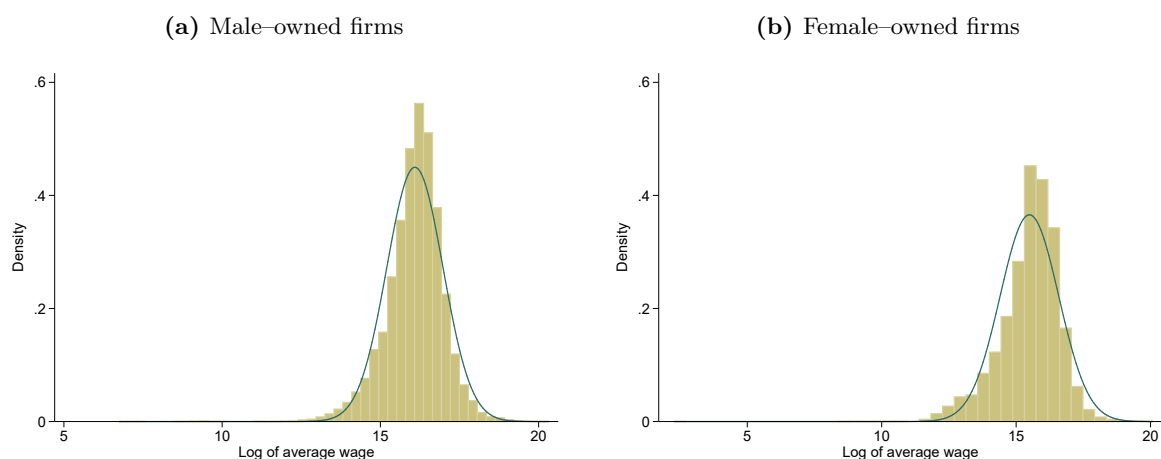 (a) Male–owned firms
.6
.4
.2
0
Density
5 10 15 20
Log of average wage
(b) Female–owned firms
.6
.4
.2
0
Density
5 10 15 20
Log of average wage